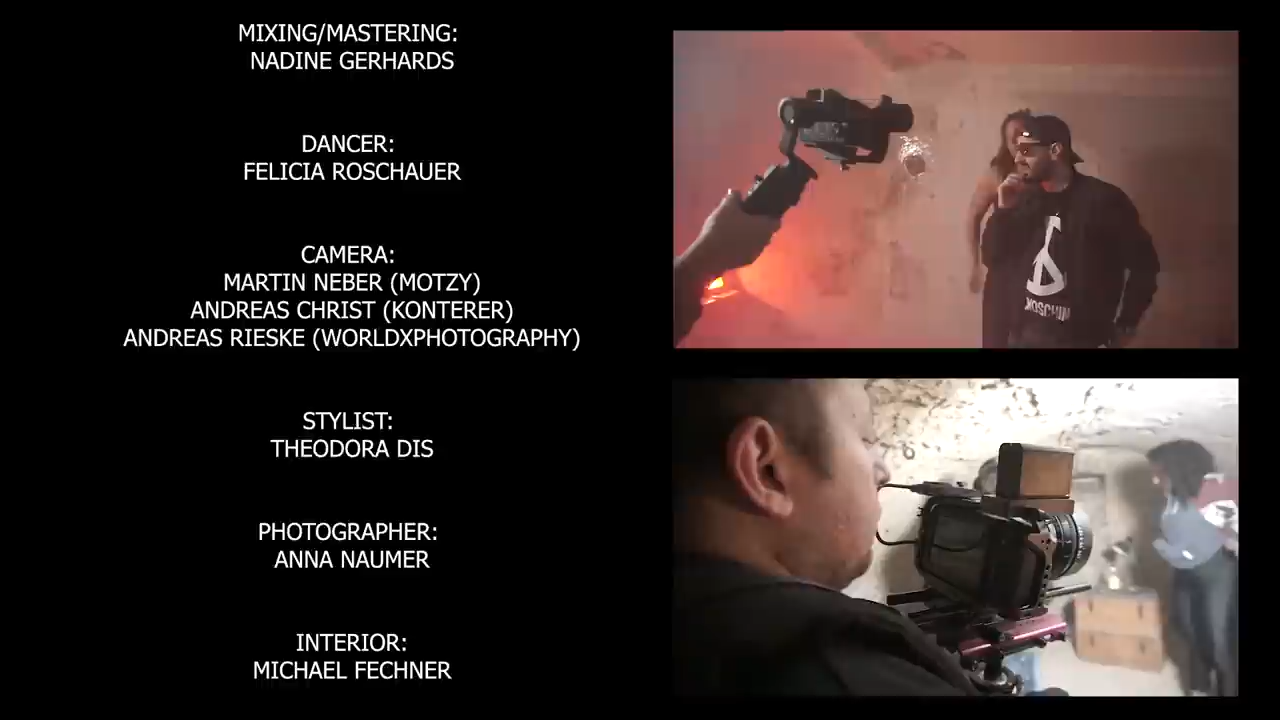 MIXING/MASTERING:
NADINE GERHARDS
DANCER:
FELICIA ROSCHAUER
CAMERA:
MARTIN NEBER (MOTZY)
ANDREAS CHRIST (KONTERER)
ANDREAS RIESKE (WORLDXPHOTOGRAPHY)
STYLIST:
THEODORA DIS
PHOTOGRAPHER:
ANNA NAUMER
INTERIOR:
MICHAEL FECHNER